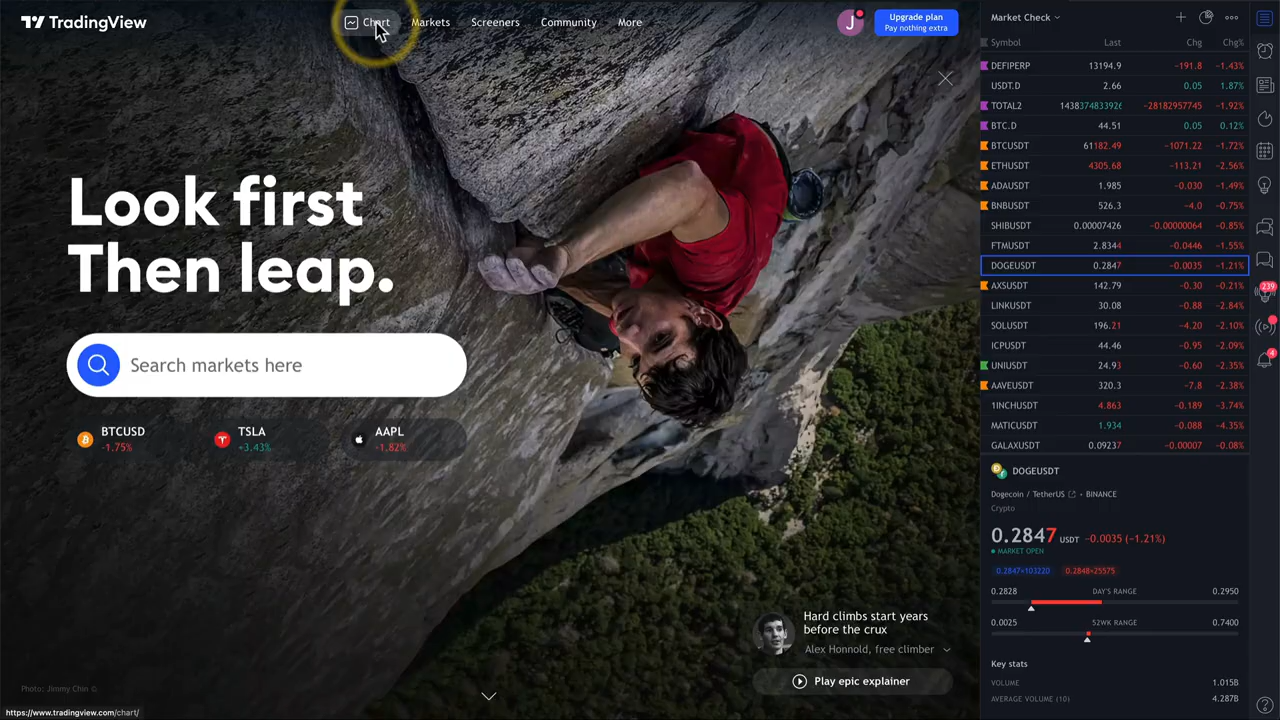 TradingView
Chart
Markets
Screeners
Community
More
J
Upgrade plan
Pay nothing extra
Look first
Then leap.
Search markets here
BTCUSD
-1.75%
TSLA
+3.43%
AAPL
-1.82%
Hard climbs start years
before the crux
Alex Honnold, free climber
Play epic explainer
Photo: Jimmy Chin ©
https://www.tradingview.com/chart/
Market Check
Symbol Last Chg Chg%
DEFIPERP 13194.9 -191.8 -1.43%
USDT.D 2.66 0.05 1.87%
TOTAL2 1438374833926 -28182957745 -1.92%
BTC.D 44.51 0.05 0.12%
BTCUSDT 61182.49 -1071.22 -1.72%
ETHUSDT 4305.68 -113.21 -2.56%
ADAUSDT 1.985 -0.030 -1.49%
BNBUSDT 526.3 -4.0 -0.75%
SHIBUSDT 0.00007426 -0.00000064 -0.85%
FTMUSDT 2.8344 -0.0446 -1.55%
DOGEUSDT 0.2847 -0.0035 -1.21%
AXSUSDT 142.79 -0.30 -0.21%
LINKUSDT 30.08 -0.88 -2.84%
SOLUSDT 196.21 -4.20 -2.10%
ICPUSDT 44.46 -0.95 -2.09%
UNIUSDT 24.93 -0.60 -2.35%
AAVEUSDT 320.3 -7.8 -2.38%
1INCHUSDT 4.863 -0.189 -3.74%
MATICUSDT 1.934 -0.088 -4.35%
GALAXUSDT 0.09237 -0.00007 -0.08%
DOGEUSDT
Dogecoin / TetherUS • BINANCE
Crypto
0.2847 USDT -0.0035 (-1.21%)
MARKET OPEN
0.2847×103220 0.2848×25575
0.2828 DAY'S RANGE 0.2950
0.0025 52WK RANGE 0.7400
Key stats
VOLUME 1.015B
AVERAGE VOLUME (10) 4.287B
239
4